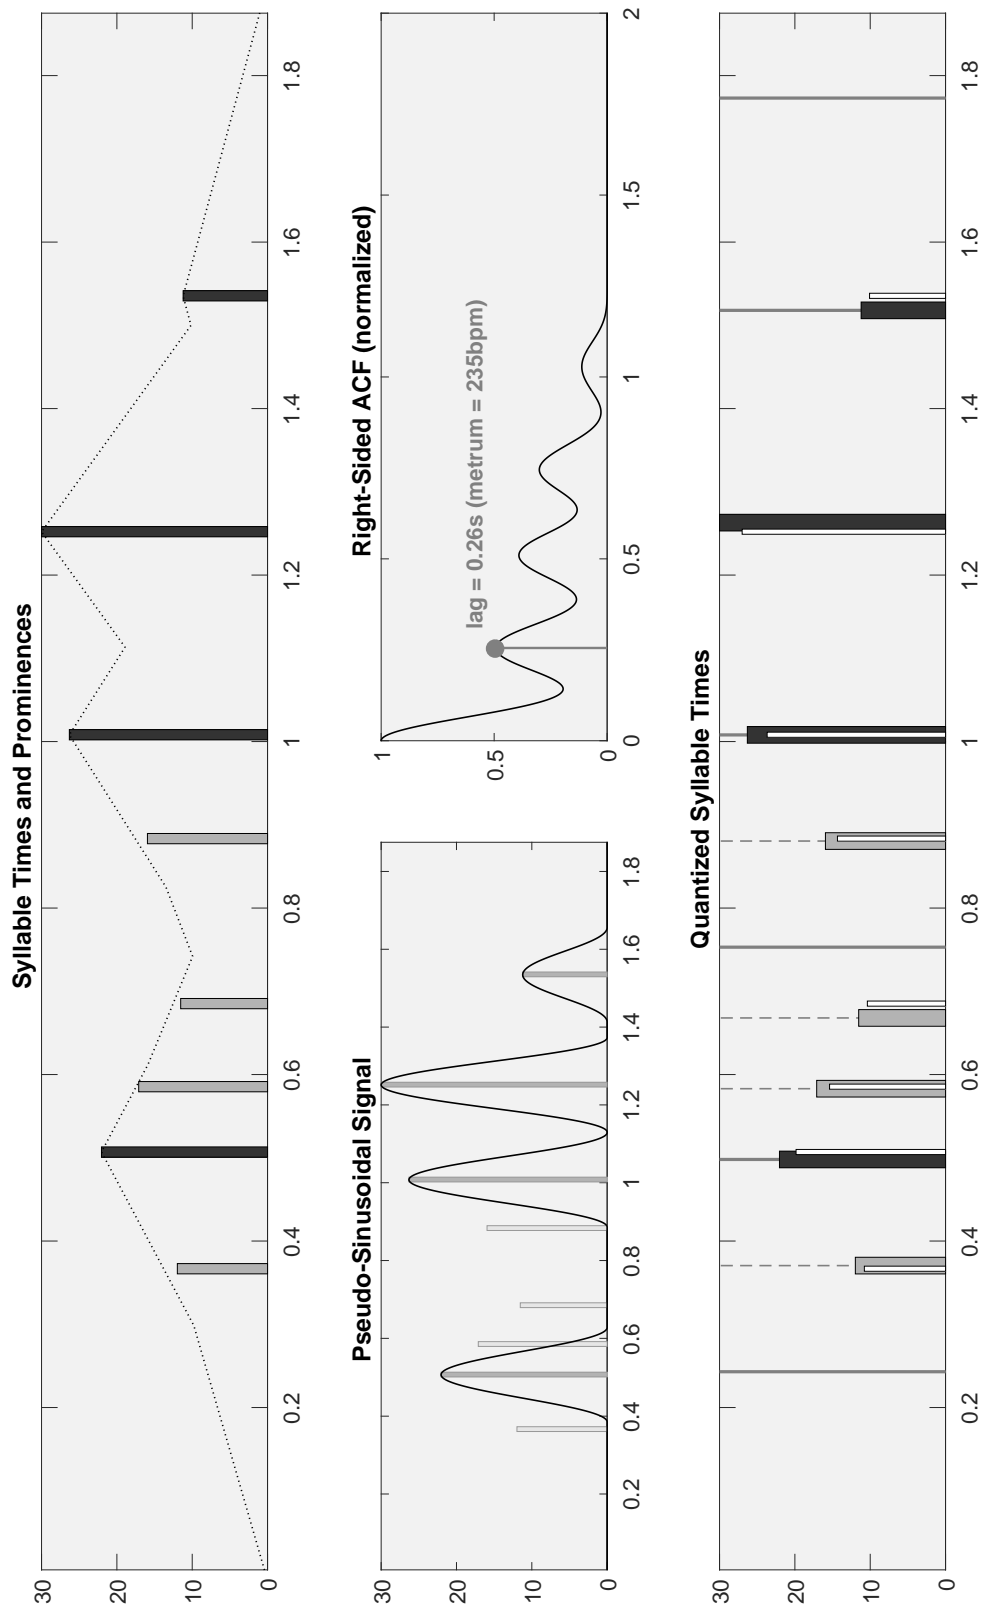 Syllable Times and Prominences
30
20
10
0
0.2 0.4 0.6 0.8 1 1.2 1.4 1.6 1.8
Pseudo-Sinusoidal Signal
30
20
10
0
0.2 0.4 0.6 0.8 1 1.2 1.4 1.6 1.8
Right-Sided ACF (normalized)
1
lag = 0.26s (metrum = 235bpm)
0.5
0
0 0.5 1 1.5 2
Quantized Syllable Times
30
20
10
0
0.2 0.4 0.6 0.8 1 1.2 1.4 1.6 1.8